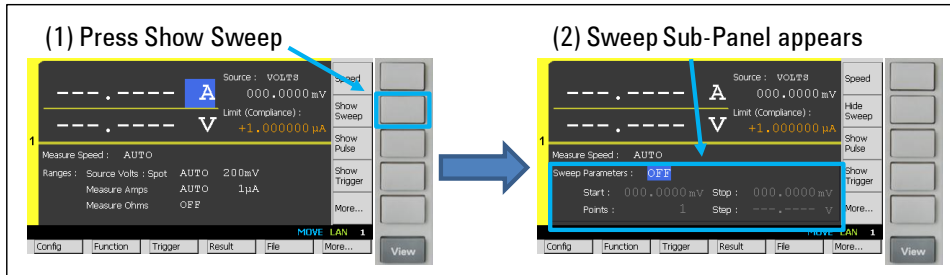 (1) Press Show Sweep
(2) Sweep Sub-Panel appears
Source : VOLTS
---.---- A 000.0000 mV
Limit (Compliance) :
---.---- V +1.000000 µA
1
Measure Speed : AUTO
Ranges : Source Volts : Spot AUTO 200mV
Measure Amps AUTO 1µA
Measure Ohms OFF
MOVE LAN 1
Speed
Show Sweep
Show Pulse
Show Trigger
More...
Config Function Trigger Result File More...
View
Source : VOLTS
---.---- A 000.0000 mV
Limit (Compliance) :
---.---- V +1.000000 µA
1
Measure Speed : AUTO
Sweep Parameters : OFF
Start : 000.0000 mV Stop : 000.0000 mV
Points : 1 Step : ---.---- V
MOVE LAN 1
Speed
Hide Sweep
Show Pulse
Show Trigger
More...
Config Function Trigger Result File More...
View